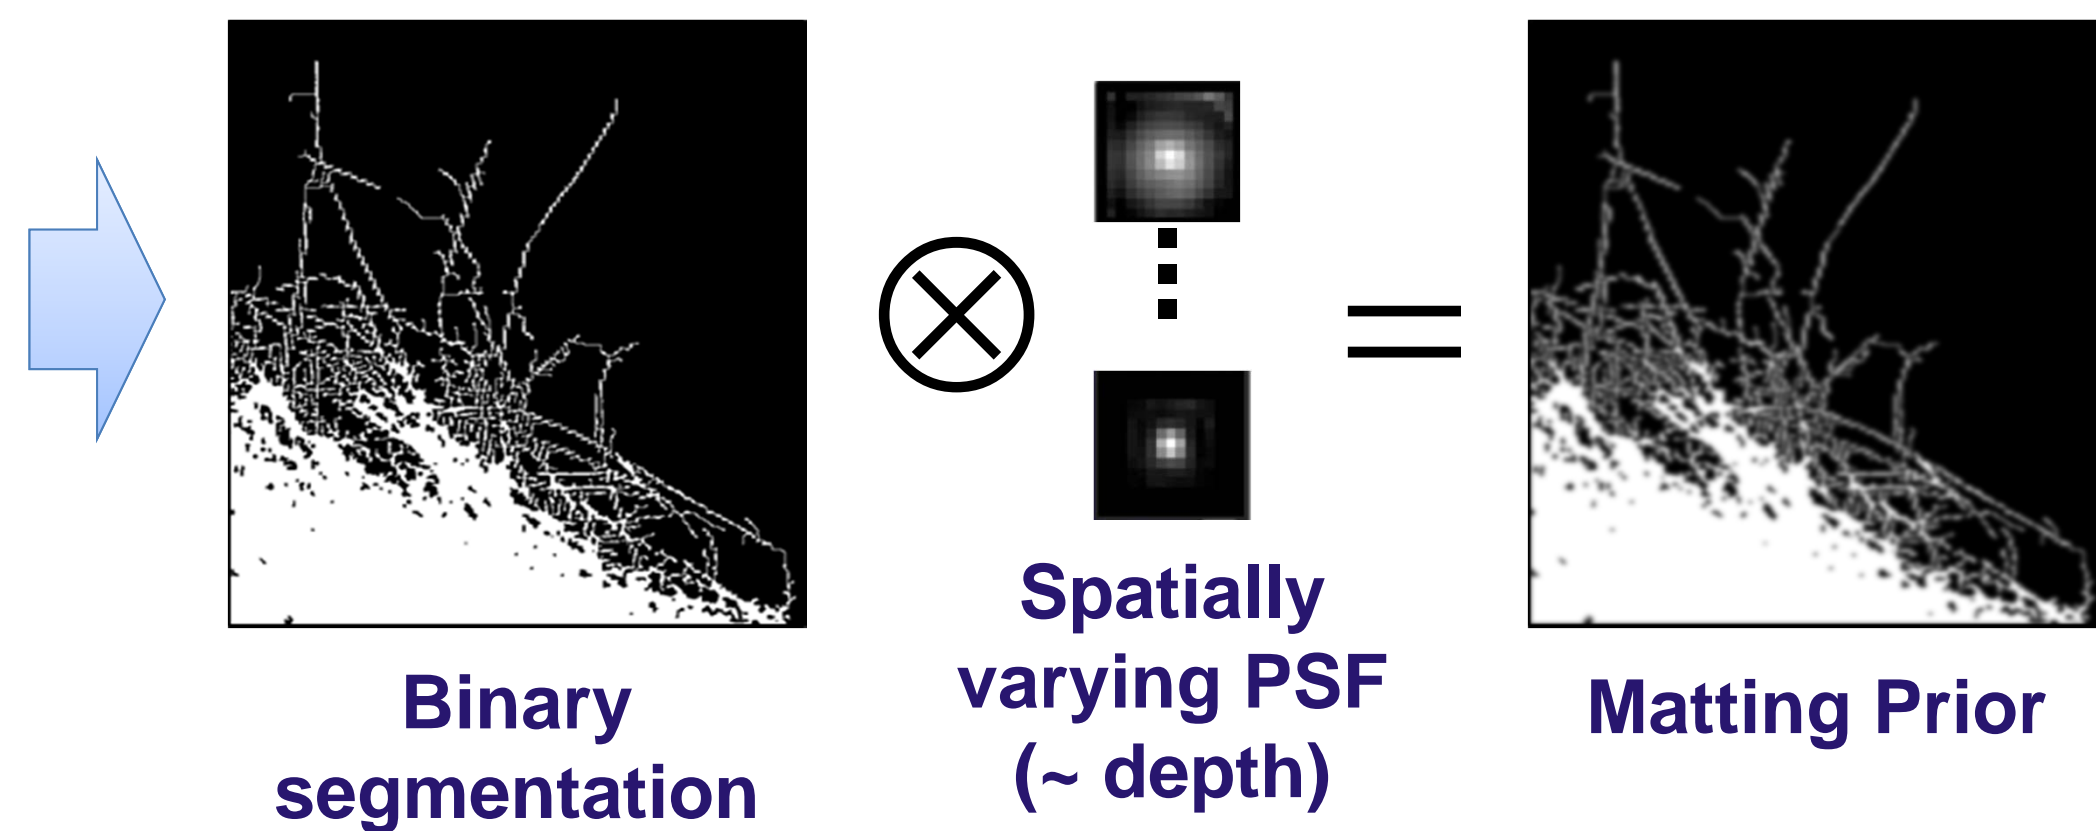 Binary
segmentation
Spatially
varying PSF
(~ depth)
Matting Prior